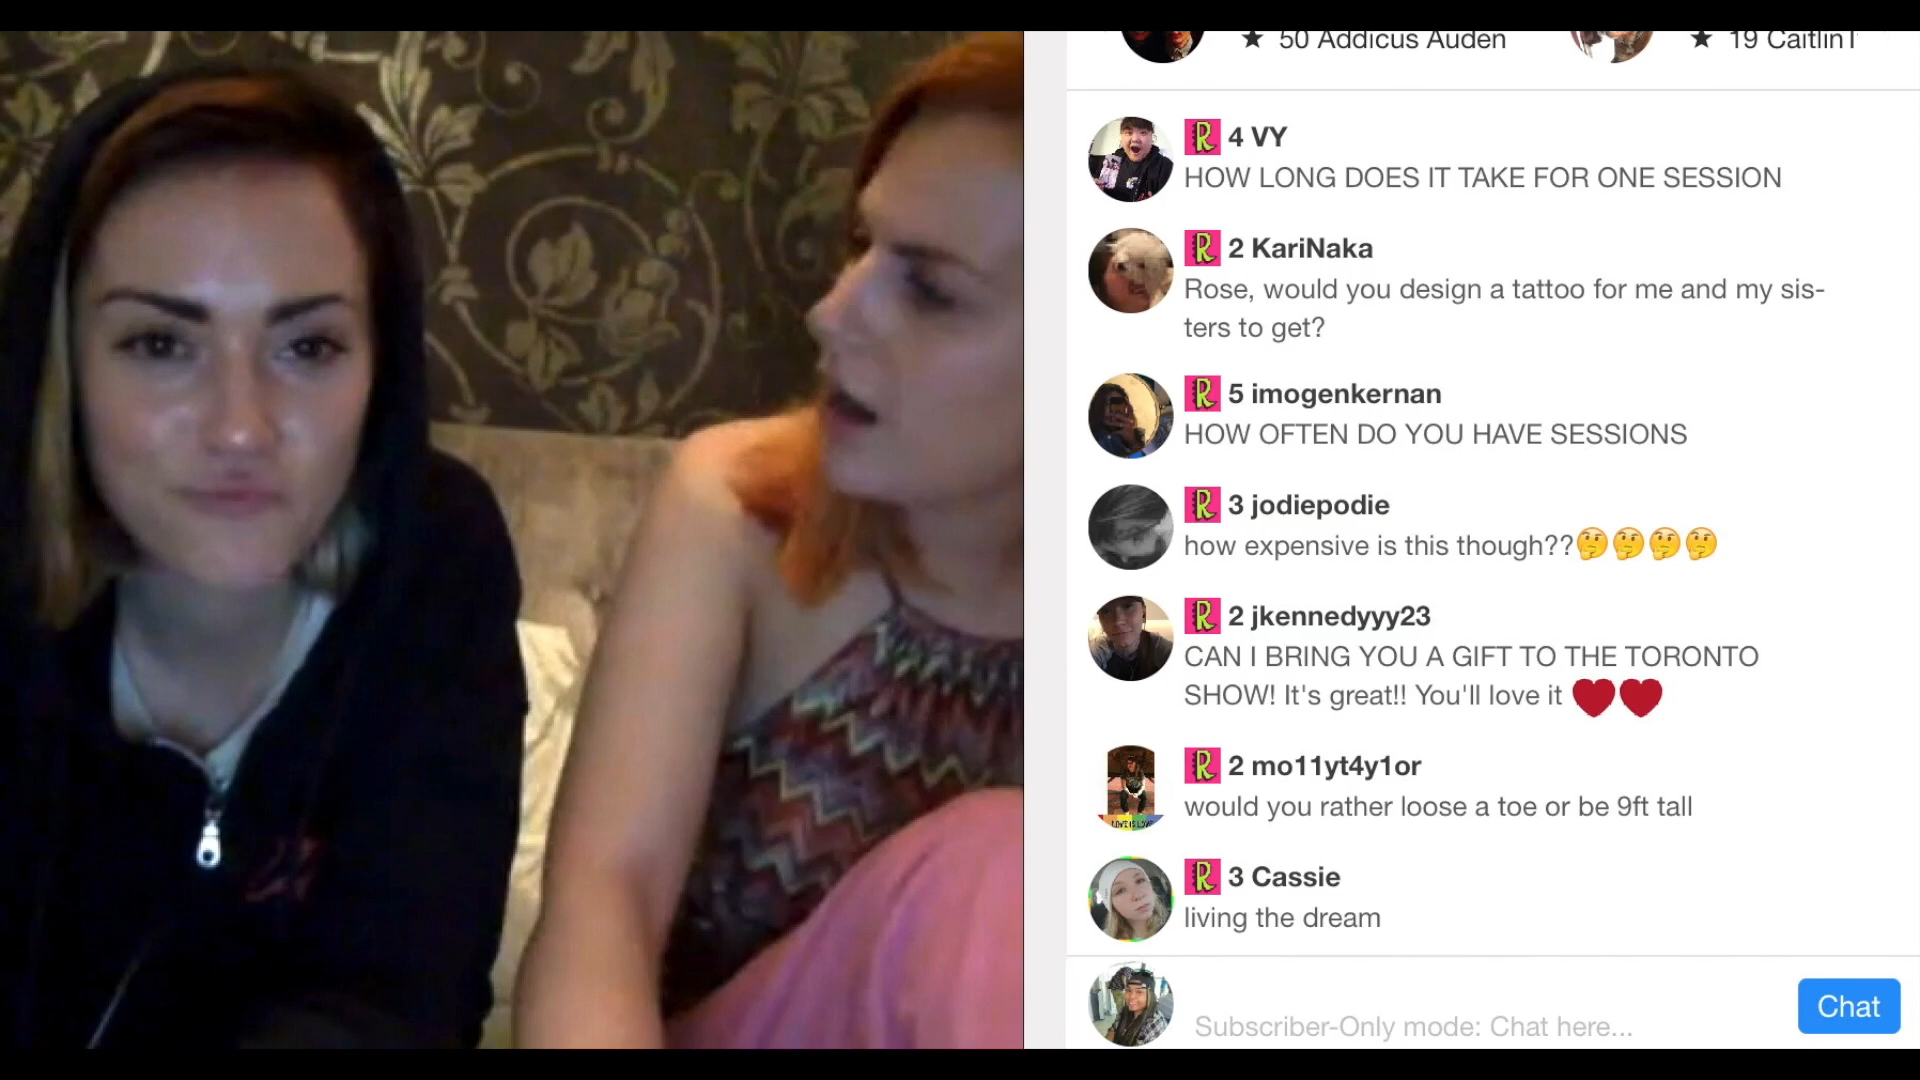 ★ 50 Addicus Auden ★ 19 Caitlin
R 4 VY
HOW LONG DOES IT TAKE FOR ONE SESSION
R 2 KariNaka
Rose, would you design a tattoo for me and my sis-
ters to get?
R 5 imogenkernan
HOW OFTEN DO YOU HAVE SESSIONS
R 3 jodiepodie
how expensive is this though??🤔🤔🤔🤔
R 2 jkennedyyy23
CAN I BRING YOU A GIFT TO THE TORONTO
SHOW! It's great!! You'll love it ❤️❤️
R 2 mo11yt4y1or
would you rather loose a toe or be 9ft tall
LOVE IS LOVE
R 3 Cassie
living the dream
Subscriber-Only mode: Chat here...
Chat